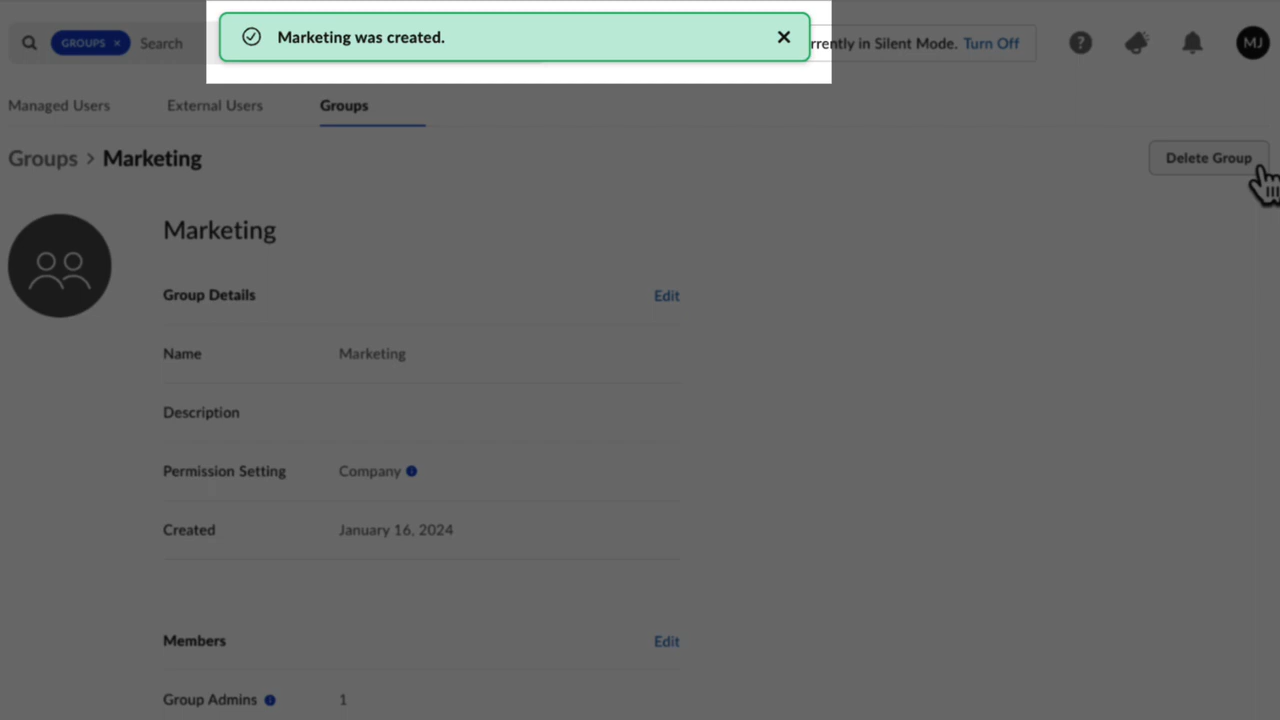 Marketing was created.
GROUPS × Search
rrently in Silent Mode. Turn Off
MJ
Managed Users External Users Groups
Groups > Marketing
Delete Group
Marketing
Group Details Edit
Name Marketing
Description
Permission Setting Company
Created January 16, 2024
Members Edit
Group Admins 1